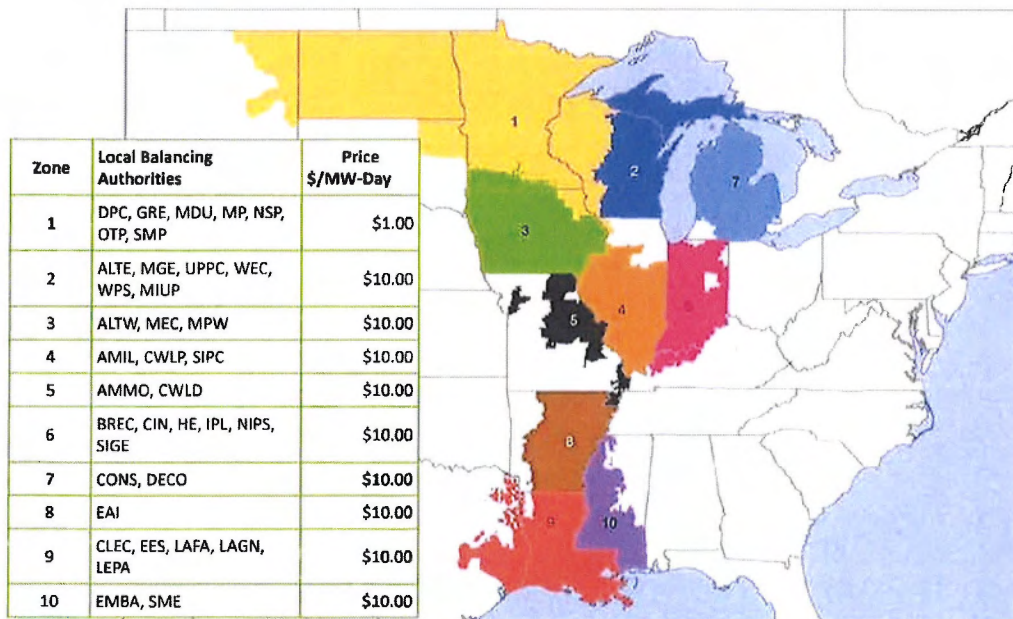 Zone Local Balancing Authorities Price $/MW-Day
1 DPC, GRE, MDU, MP, NSP, OTP, SMP $1.00
2 ALTE, MGE, UPPC, WEC, WPS, MIUP $10.00
3 ALTW, MEC, MPW $10.00
4 AMIL, CWLP, SIPC $10.00
5 AMMO, CWLD $10.00
6 BREC, CIN, HE, IPL, NIPS, SIGE $10.00
7 CONS, DECO $10.00
8 EAI $10.00
9 CLEC, EES, LAFA, LAGN, LEPA $10.00
10 EMBA, SME $10.00
1
2
7
3
4
5
6
8
9
10